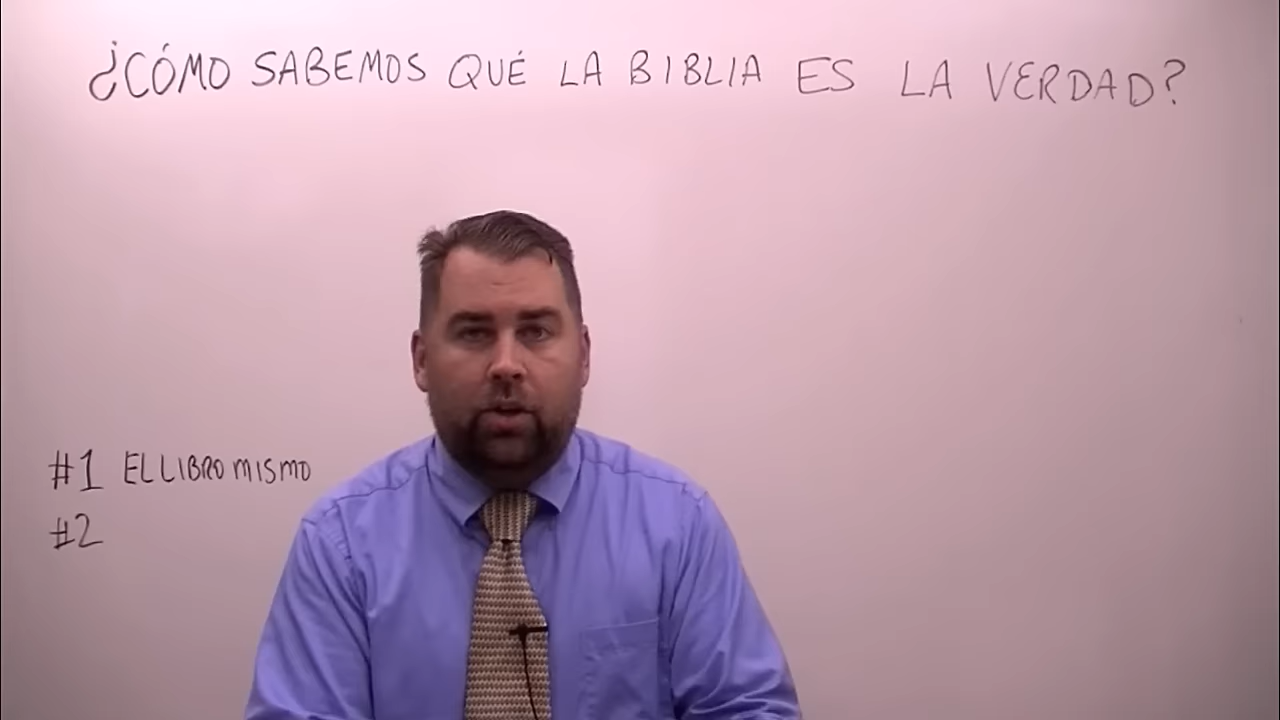 ¿CÓMO SABEMOS QUÉ LA BIBLIA ES LA VERDAD?
#1 EL LIBRO MISMO
#2